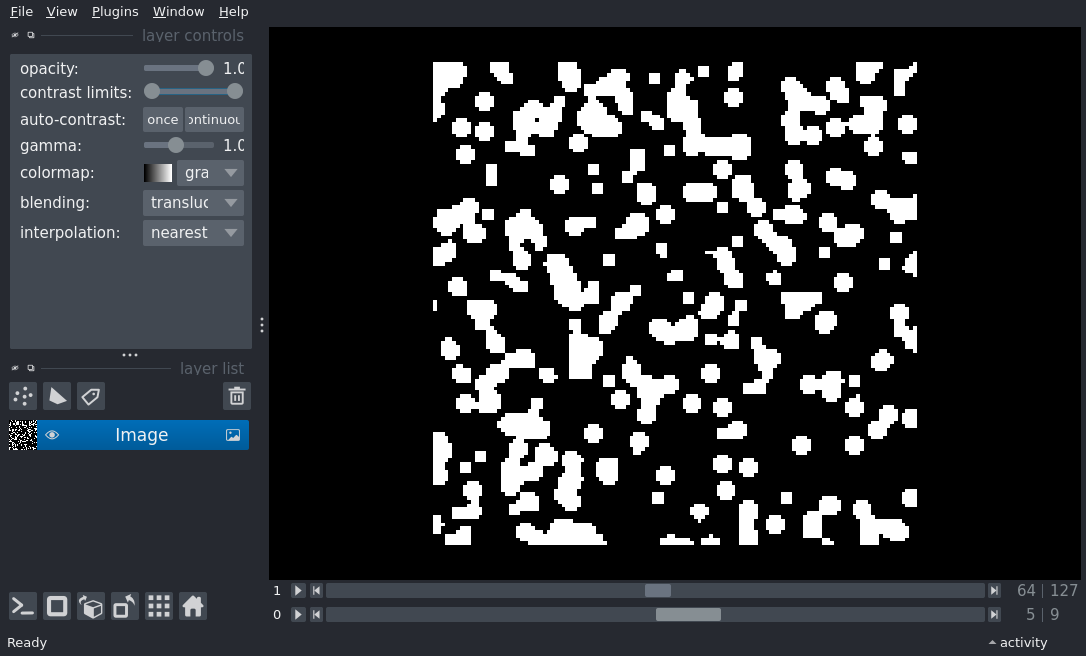 File View Plugins Window Help
layer controls
opacity: 1.0
contrast limits:
auto-contrast: once ontinuou
gamma: 1.0
colormap: gra
blending: transluc
interpolation: nearest
layer list
Image
1 64 | 127
0 5 | 9
Ready activity